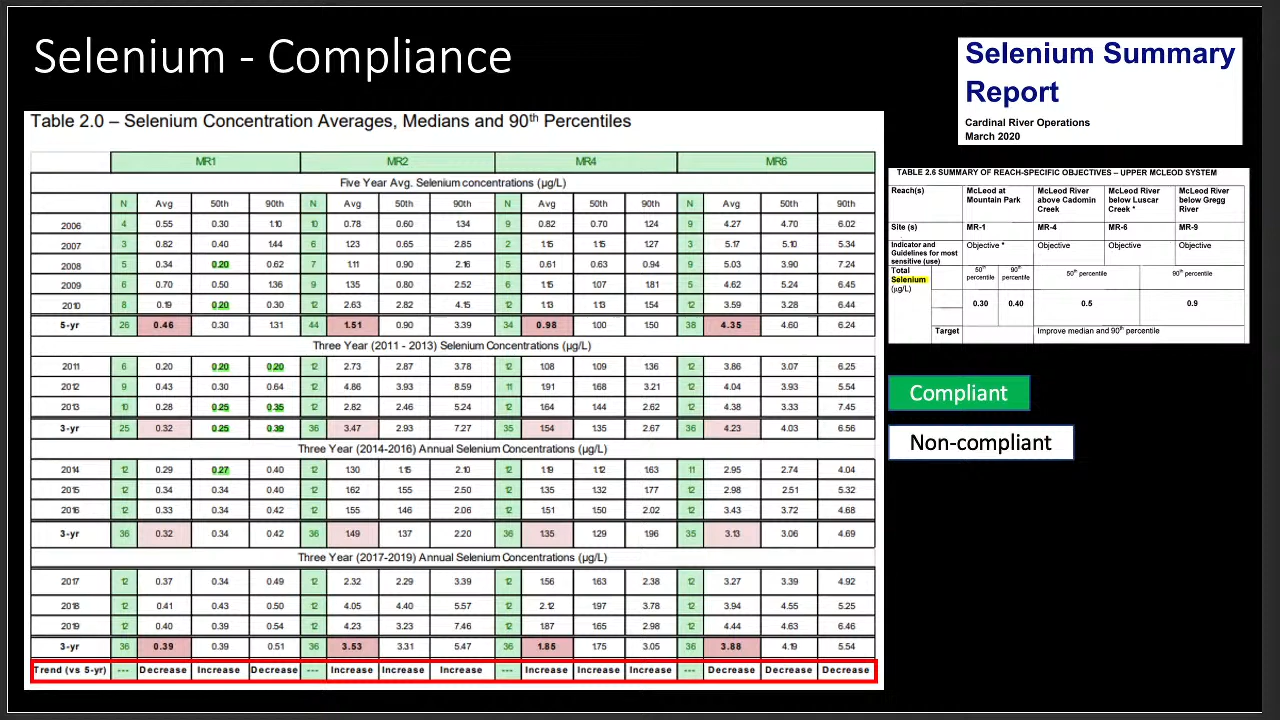 Selenium - Compliance
Selenium Summary
Report
Cardinal River Operations
March 2020
Table 2.0 – Selenium Concentration Averages, Medians and 90th Percentiles
MR1 MR2 MR4 MR6
Five Year Avg. Selenium concentrations (µg/L)
N Avg 50th 90th N Avg 50th 90th N Avg 50th 90th N Avg 50th 90th
2006 4 0.55 0.30 1.10 10 0.78 0.60 1.34 9 0.82 0.70 1.24 9 4.27 4.70 6.02
2007 3 0.82 0.40 1.44 6 1.23 0.65 2.85 2 1.15 1.15 1.27 3 5.17 5.10 5.34
2008 5 0.34 0.20 0.62 7 1.11 0.90 2.16 5 0.61 0.63 0.94 9 5.03 3.90 7.24
2009 6 0.70 0.50 1.36 9 1.35 0.80 2.52 6 1.15 1.07 1.81 5 4.62 5.24 6.45
2010 8 0.19 0.20 0.30 12 2.63 2.82 4.15 12 1.13 1.13 1.54 12 3.59 3.28 6.44
5-yr 26 0.46 0.30 1.31 44 1.51 0.90 3.39 34 0.98 1.00 1.50 38 4.35 4.60 6.24
Three Year (2011 - 2013) Selenium Concentrations (µg/L)
2011 6 0.20 0.20 0.20 12 2.73 2.87 3.78 12 1.08 1.09 1.36 12 3.86 3.07 6.25
2012 9 0.43 0.30 0.64 12 4.86 3.93 8.59 11 1.91 1.68 3.21 12 4.04 3.93 5.54
2013 10 0.28 0.25 0.35 12 2.82 2.46 5.24 12 1.64 1.44 2.62 12 4.38 3.33 7.45
3-yr 25 0.32 0.25 0.39 36 3.47 2.93 7.27 35 1.54 1.35 2.67 36 4.23 4.03 6.56
Three Year (2014-2016) Annual Selenium Concentrations (µg/L)
2014 12 0.29 0.27 0.40 12 1.30 1.15 2.10 12 1.19 1.12 1.63 11 2.95 2.74 4.04
2015 12 0.34 0.34 0.40 12 1.62 1.55 2.50 12 1.35 1.32 1.77 12 2.98 2.51 5.32
2016 12 0.33 0.34 0.42 12 1.55 1.46 2.06 12 1.51 1.50 2.02 12 3.43 3.72 4.68
3-yr 36 0.32 0.34 0.42 36 1.49 1.37 2.20 36 1.35 1.29 1.96 35 3.13 3.06 4.69
Three Year (2017-2019) Annual Selenium Concentrations (µg/L)
2017 12 0.37 0.34 0.49 12 2.32 2.29 3.39 12 1.56 1.63 2.38 12 3.27 3.39 4.92
2018 12 0.41 0.43 0.50 12 4.05 4.40 5.57 12 2.12 1.97 3.78 12 3.94 4.55 5.25
2019 12 0.40 0.39 0.54 12 4.23 3.23 7.46 12 1.87 1.65 2.98 12 4.44 4.63 6.46
3-yr 36 0.39 0.39 0.51 36 3.53 3.31 5.47 36 1.85 1.75 3.05 36 3.88 4.19 5.54
Trend (vs 5-yr) --- Decrease Increase Decrease --- Increase Increase Increase --- Increase Increase Increase --- Decrease Decrease Decrease
TABLE 2.6 SUMMARY OF REACH-SPECIFIC OBJECTIVES – UPPER MCLEOD SYSTEM
Reach(s) McLeod at Mountain Park McLeod River above Cadomin Creek McLeod River below Luscar Creek * McLeod River below Gregg River
Site (s) MR-1 MR-4 MR-6 MR-9
Indicator and Guidelines for most sensitive (use) Objective * Objective Objective Objective
Total Selenium (µg/L) 50th percentile 90th percentile 50th percentile 90th percentile
0.30 0.40 0.5 0.9
Target Improve median and 90th percentile
Compliant
Non-compliant